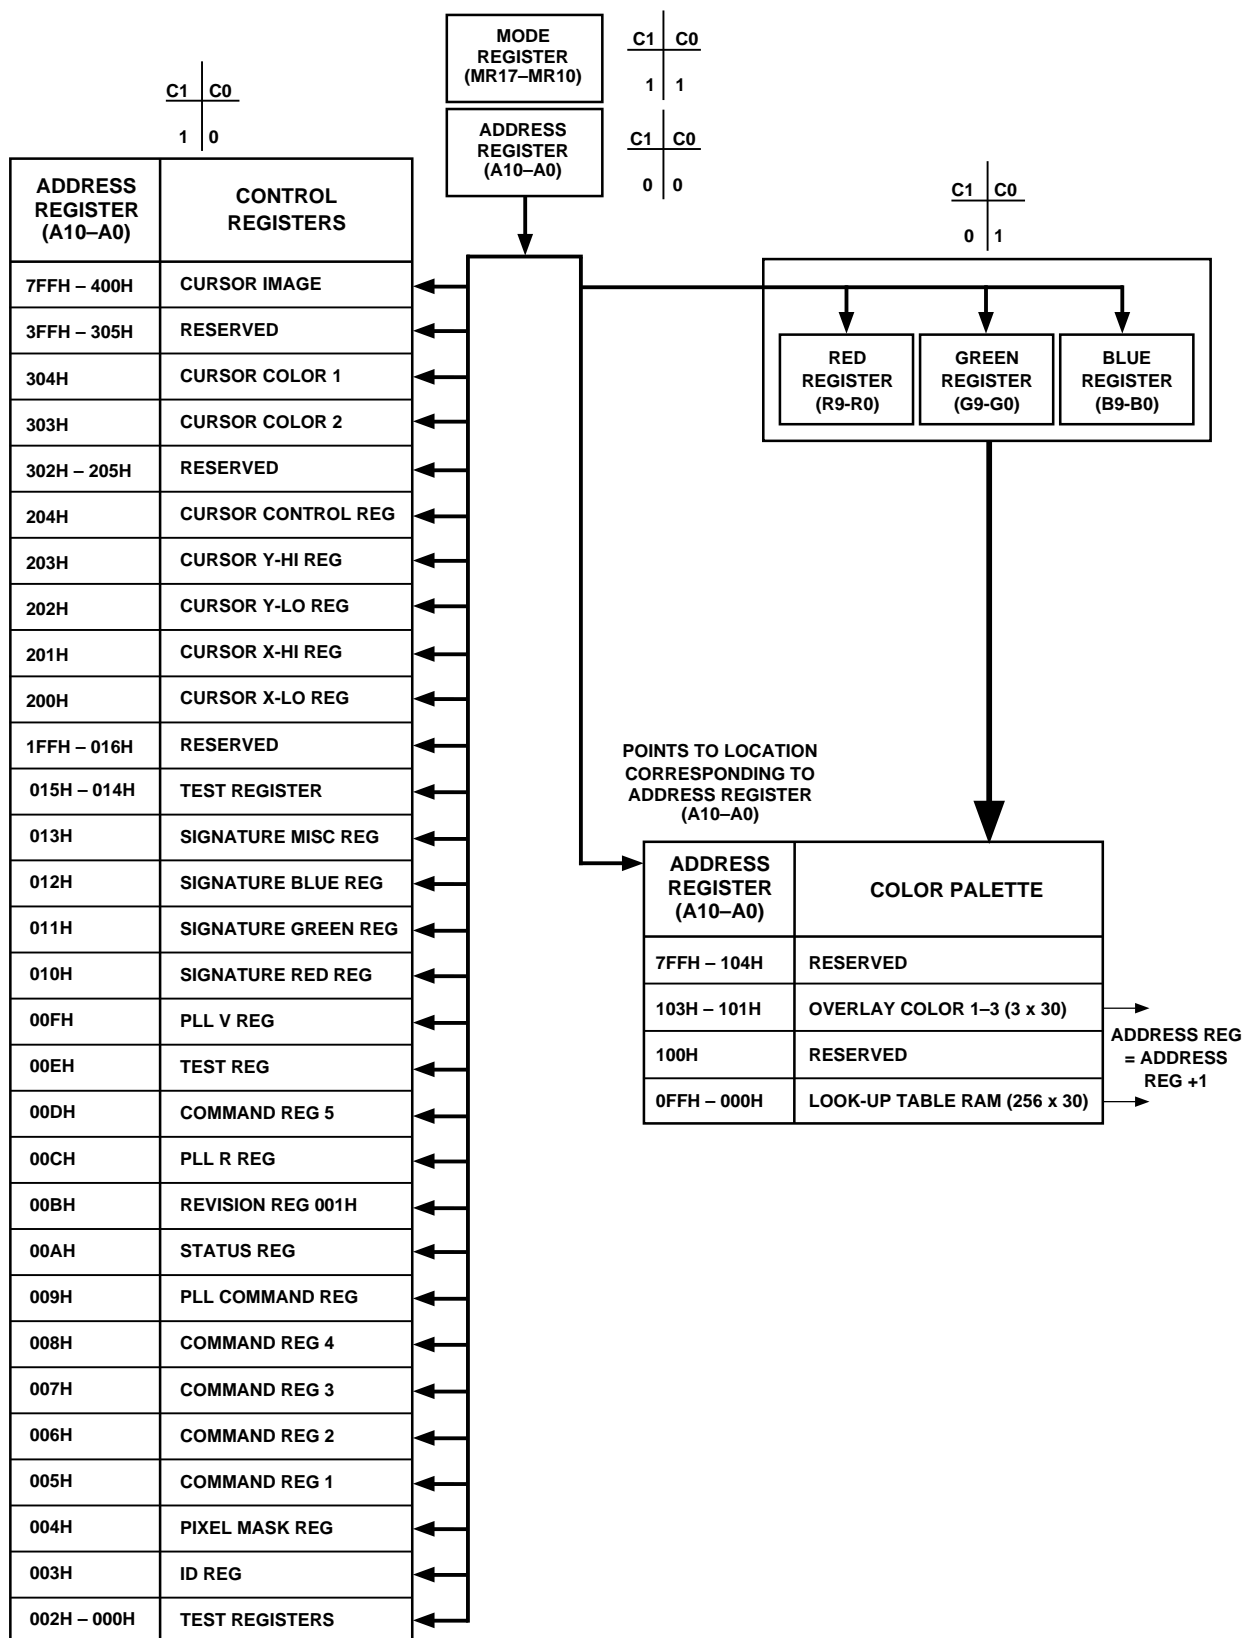 MODE
REGISTER
(MR17–MR10)
C1 C0
1 1
C1 C0
1 0
ADDRESS
REGISTER
(A10–A0)
C1 C0
0 0
C1 C0
0 1
ADDRESS
REGISTER
(A10–A0)
CONTROL
REGISTERS
7FFH – 400H CURSOR IMAGE
3FFH – 305H RESERVED
304H CURSOR COLOR 1
303H CURSOR COLOR 2
302H – 205H RESERVED
204H CURSOR CONTROL REG
203H CURSOR Y-HI REG
202H CURSOR Y-LO REG
201H CURSOR X-HI REG
200H CURSOR X-LO REG
1FFH – 016H RESERVED
015H – 014H TEST REGISTER
013H SIGNATURE MISC REG
012H SIGNATURE BLUE REG
011H SIGNATURE GREEN REG
010H SIGNATURE RED REG
00FH PLL V REG
00EH TEST REG
00DH COMMAND REG 5
00CH PLL R REG
00BH REVISION REG 001H
00AH STATUS REG
009H PLL COMMAND REG
008H COMMAND REG 4
007H COMMAND REG 3
006H COMMAND REG 2
005H COMMAND REG 1
004H PIXEL MASK REG
003H ID REG
002H – 000H TEST REGISTERS
RED
REGISTER
(R9-R0)
GREEN
REGISTER
(G9-G0)
BLUE
REGISTER
(B9-B0)
POINTS TO LOCATION
CORRESPONDING TO
ADDRESS REGISTER
(A10–A0)
ADDRESS
REGISTER
(A10–A0)
COLOR PALETTE
7FFH – 104H RESERVED
103H – 101H OVERLAY COLOR 1–3 (3 x 30)
100H RESERVED
0FFH – 000H LOOK-UP TABLE RAM (256 x 30)
ADDRESS REG
= ADDRESS
REG +1